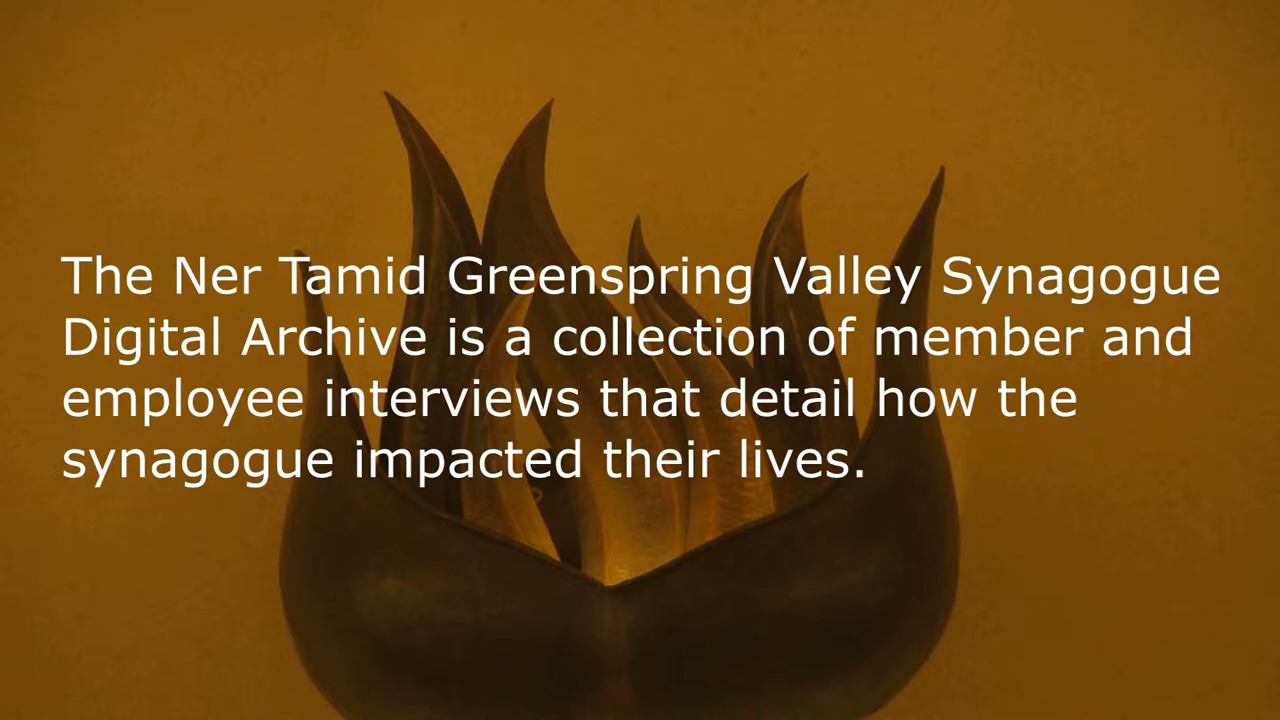 The Ner Tamid Greenspring Valley Synagogue
Digital Archive is a collection of member and
employee interviews that detail how the
synagogue impacted their lives.